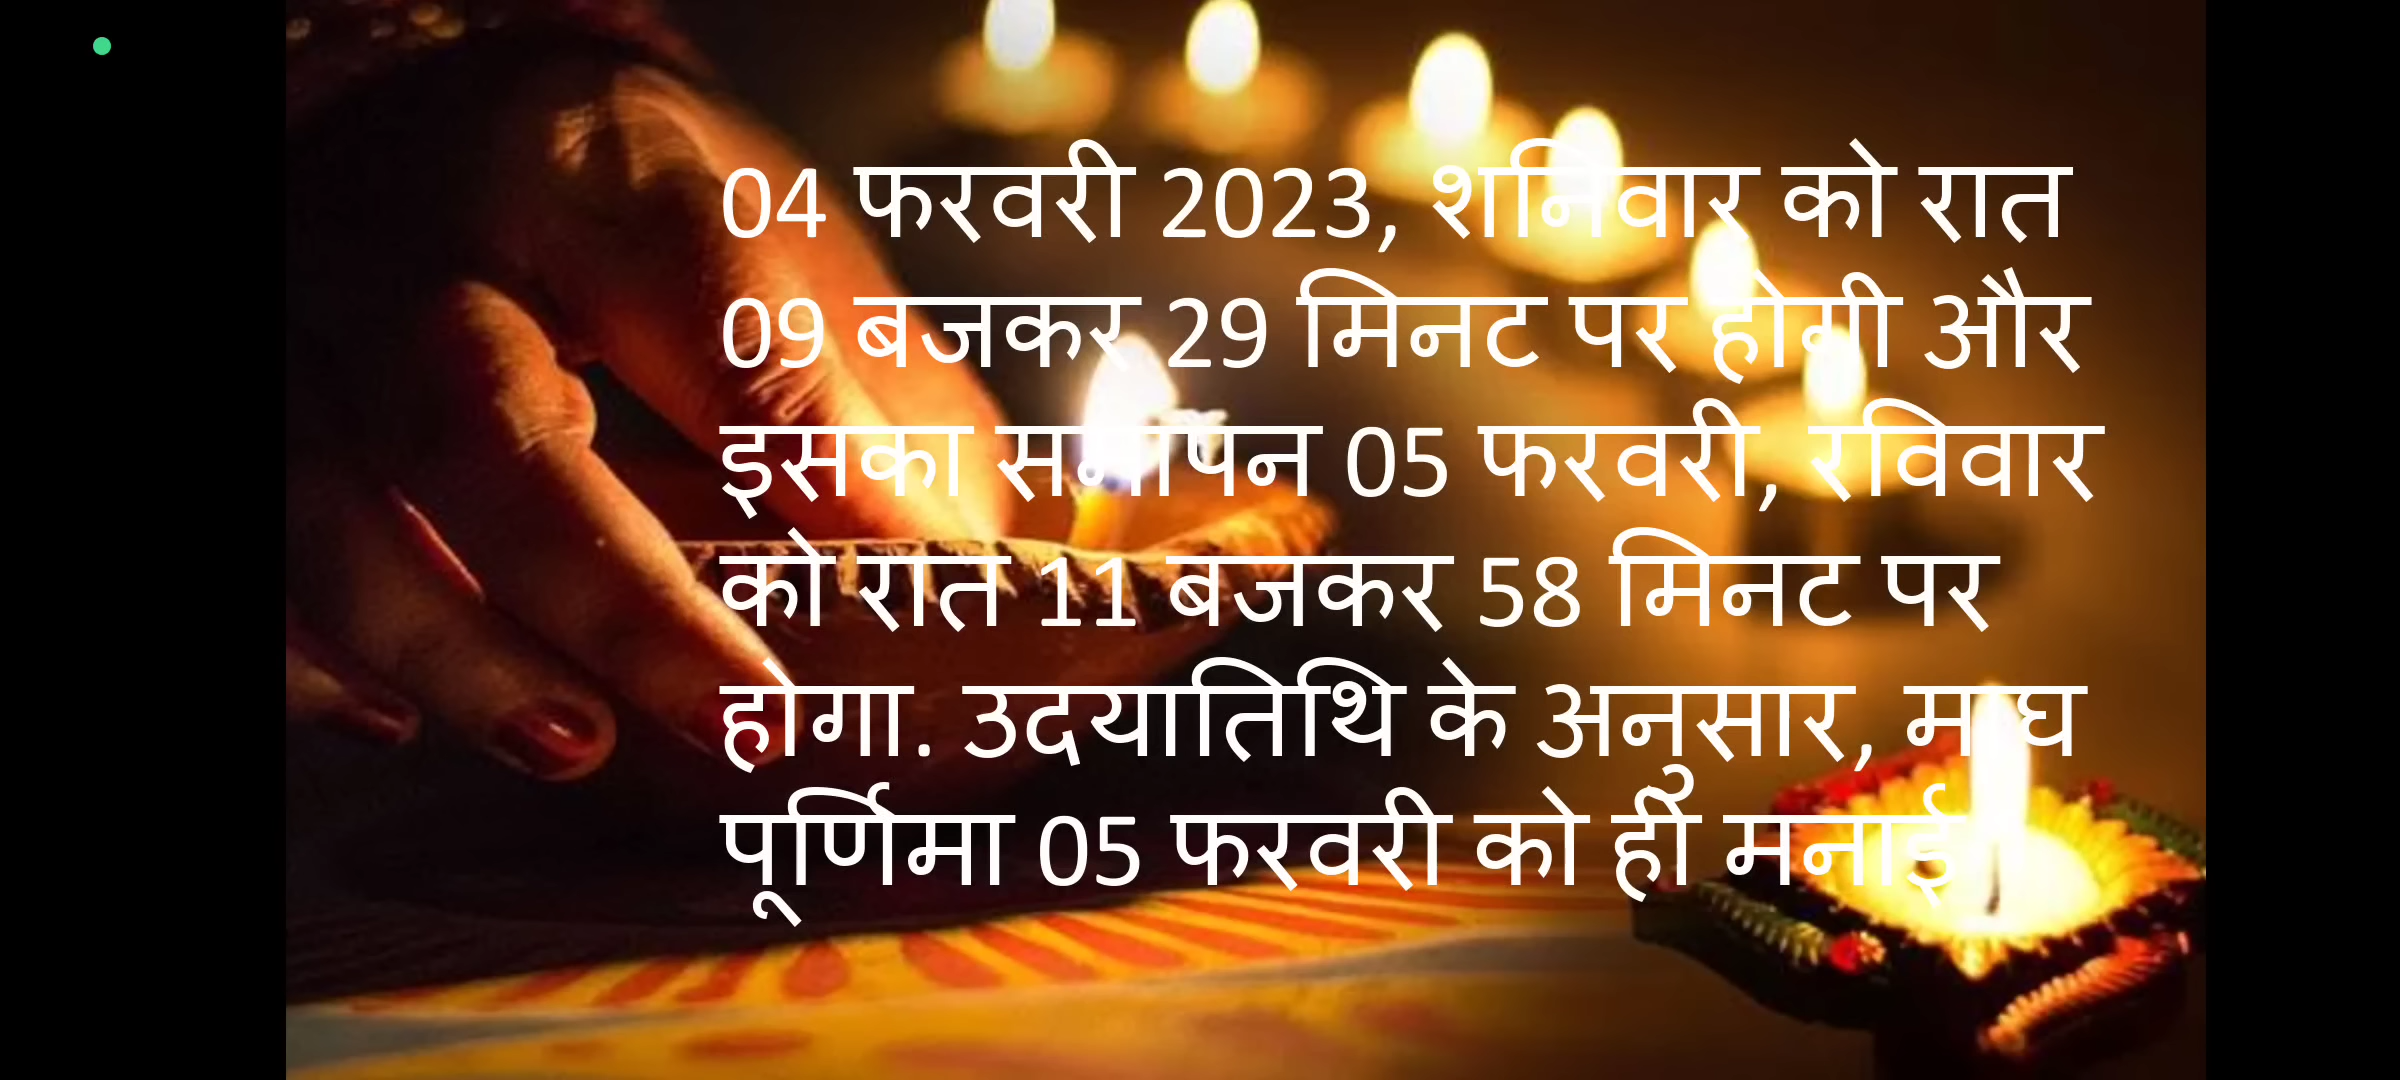 04 फरवरी 2023, शनिवार को रात
09 बजकर 29 मिनट पर होगी और
इसका समापन 05 फरवरी, रविवार
को रात 11 बजकर 58 मिनट पर
होगा. उदयातिथि के अनुसार, माघ
पूर्णिमा 05 फरवरी को ही मनाई